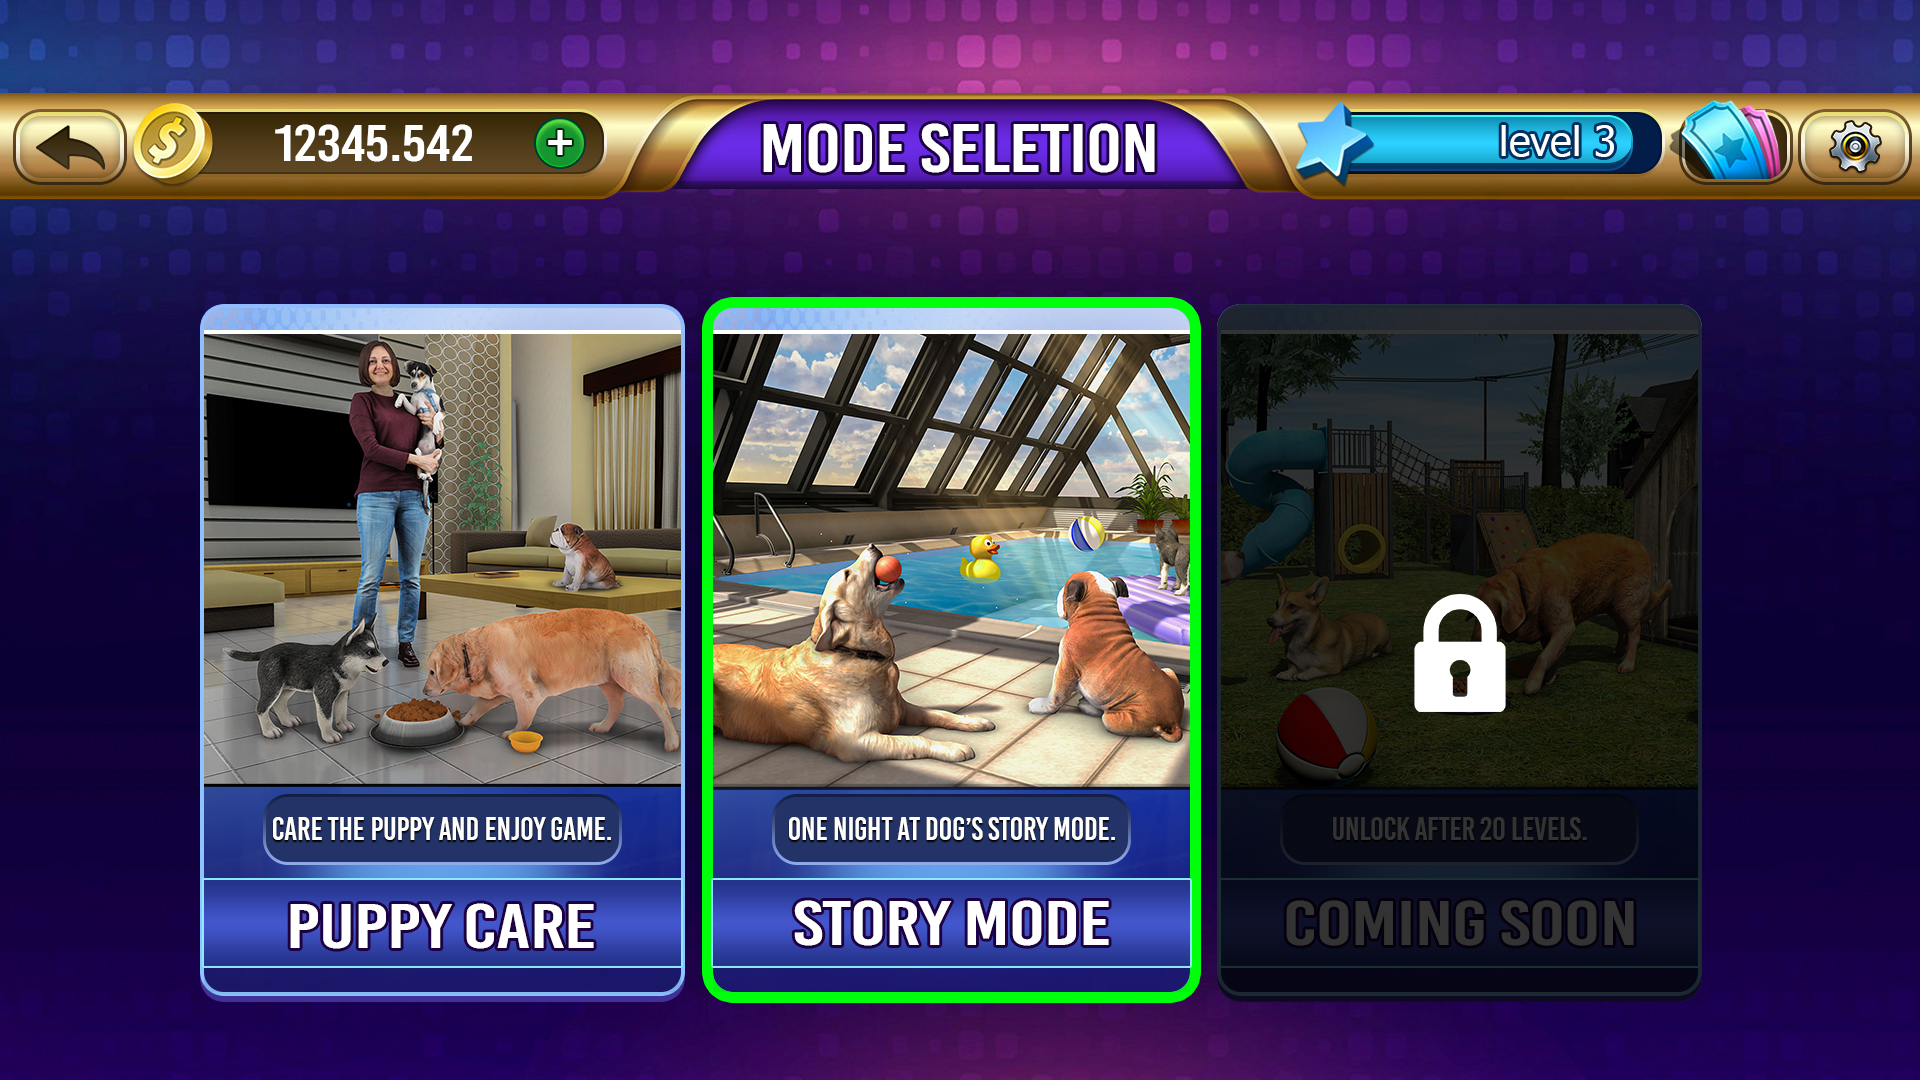 12345.542
MODE SELETION
level 3
CARE THE PUPPY AND ENJOY GAME.
PUPPY CARE
ONE NIGHT AT DOG'S STORY MODE.
STORY MODE
UNLOCK AFTER 20 LEVELS.
COMING SOON